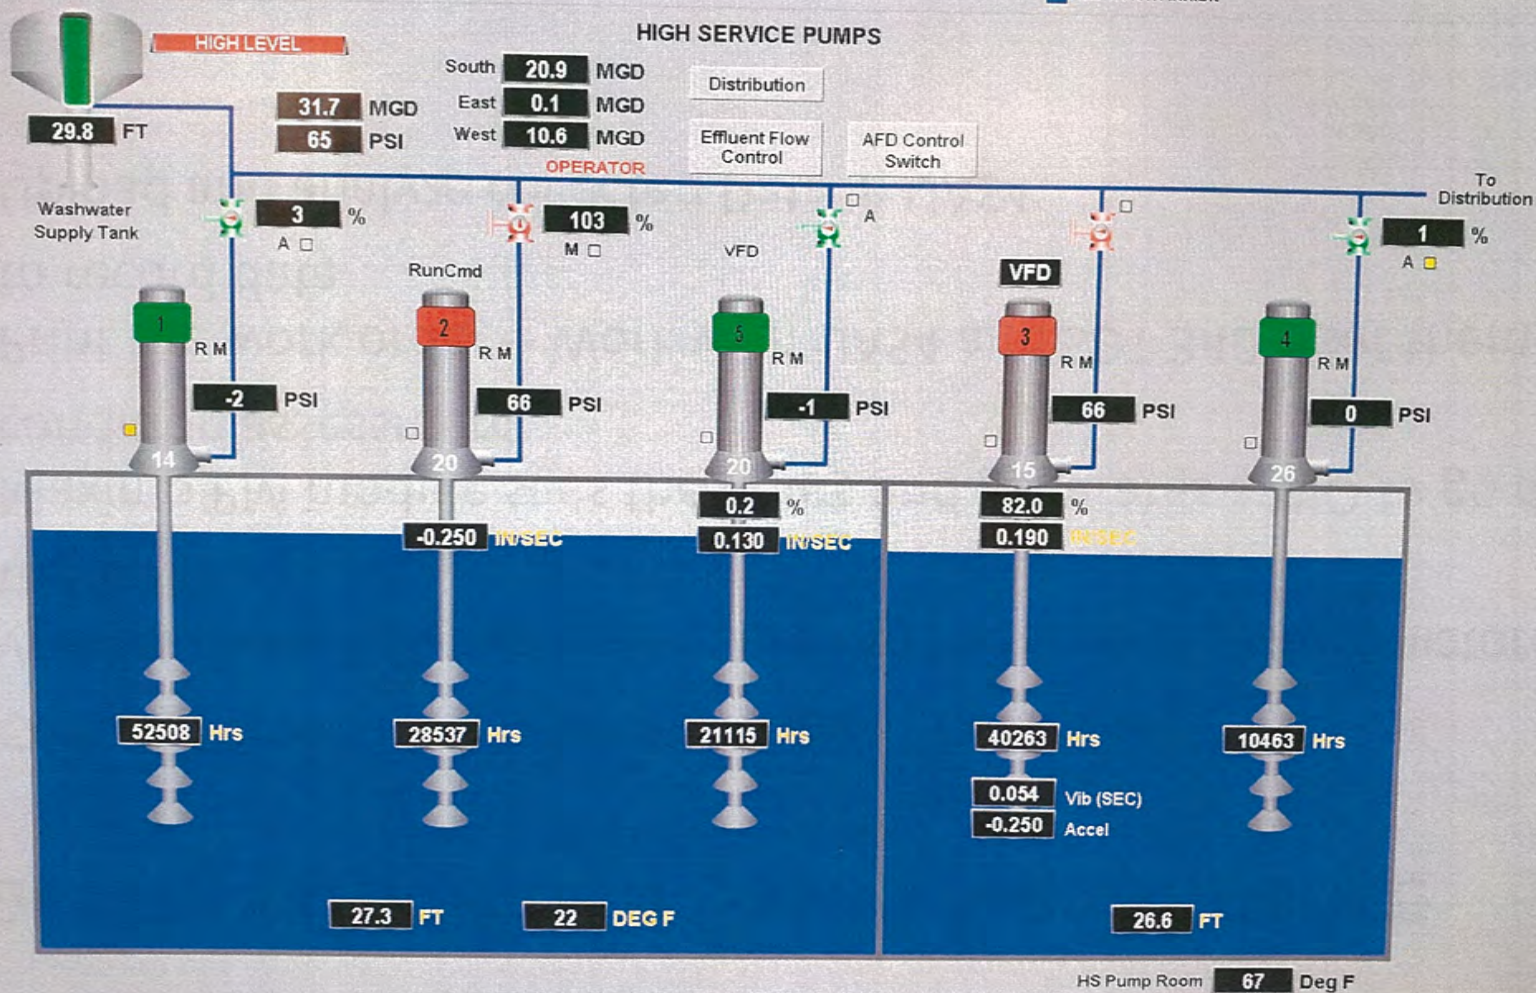 HIGH SERVICE PUMPS
HIGH LEVEL
29.8 FT
31.7 MGD
65 PSI
South 20.9 MGD
East 0.1 MGD
West 10.6 MGD
OPERATOR
Distribution
Effluent Flow
Control
AFD Control
Switch
To
Distribution
Washwater
Supply Tank
3 %
A
103 %
M
A
1 %
A
RunCmd
VFD
VFD
1
R M
-2 PSI
14
2
R M
66 PSI
20
5
R M
-1 PSI
20
3
R M
66 PSI
15
4
R M
0 PSI
26
-0.250 IN/SEC
0.2 %
0.130 IN/SEC
82.0 %
0.190 IN/SEC
52508 Hrs
28537 Hrs
21115 Hrs
40263 Hrs
10463 Hrs
0.054 Vib (SEC)
-0.250 Accel
27.3 FT
22 DEG F
26.6 FT
HS Pump Room 67 Deg F